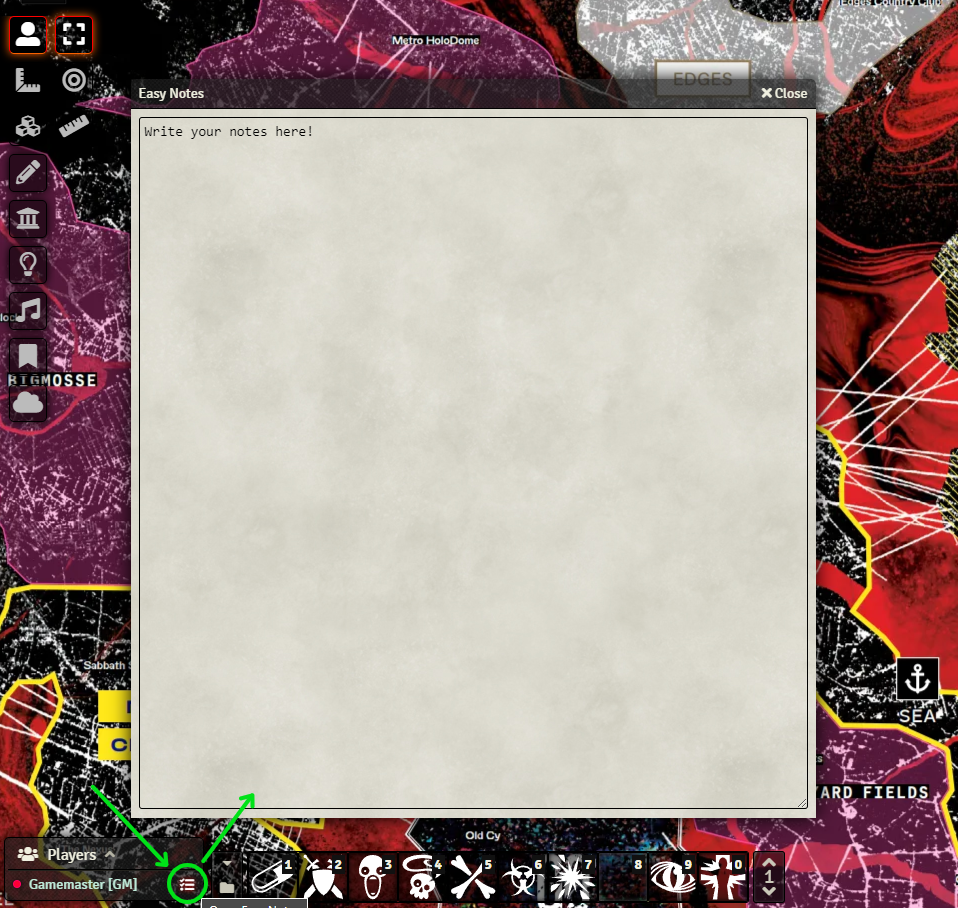 Edges Country Club
Metro HoloDome
EDGES
Easy Notes
Close
Write your notes here!
BIGMOSSE
Sabbath
SEA
ARD FIELDS
Old Cy
Players
Gamemaster [GM]
1
2
3
4
5
6
7
8
9
0
1